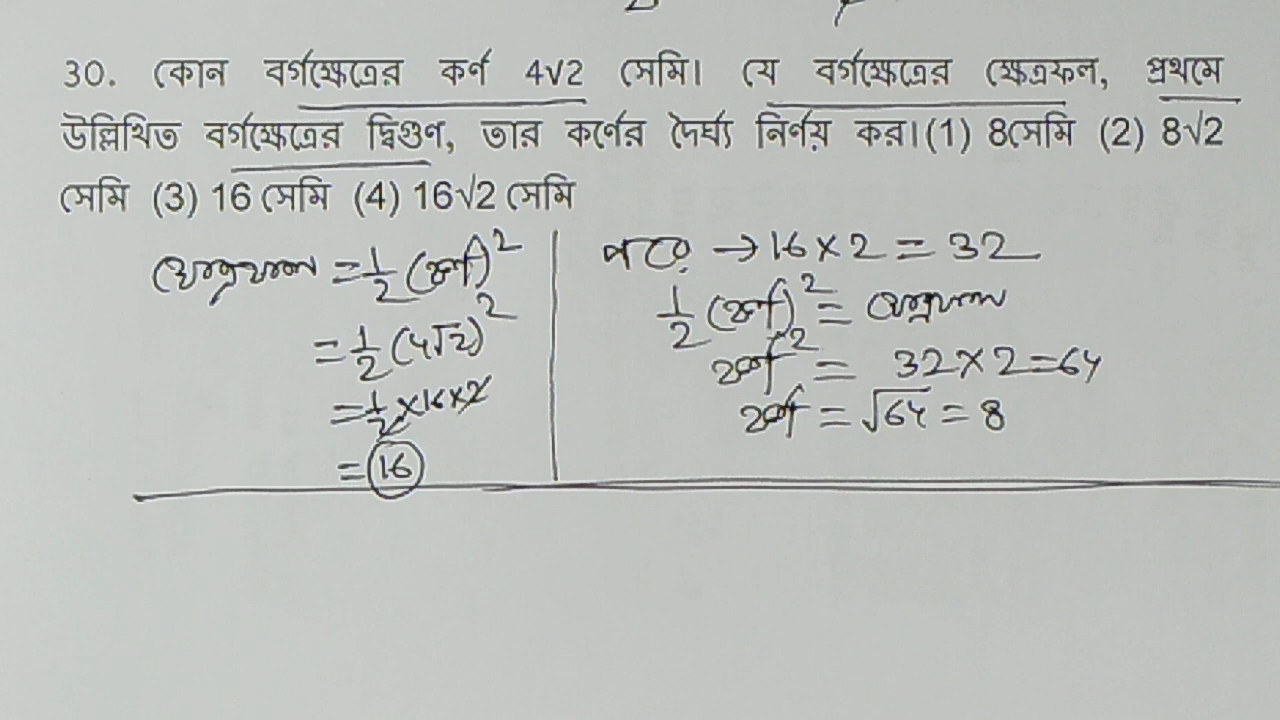 30. কোন বর্গক্ষেত্রের কর্ণ 4√2 সেমি। যে বর্গক্ষেত্রের ক্ষেত্রফল, প্রথমে
উল্লিখিত বর্গক্ষেত্রের দ্বিগুণ, তার কর্ণের দৈর্ঘ্য নির্ণয় কর।(1) 8সেমি (2) 8√2
সেমি (3) 16 সেমি (4) 16√2 সেমি
ক্ষেত্রফল = 1/2 (কর্ণ)²
= 1/2 (4√2)²
= 1/2 × 16 × 2
= 16
পরে → 16 × 2 = 32
1/2 (কর্ণ)² = ক্ষেত্রফল
কর্ণ² = 32 × 2 = 64
কর্ণ = √64 = 8